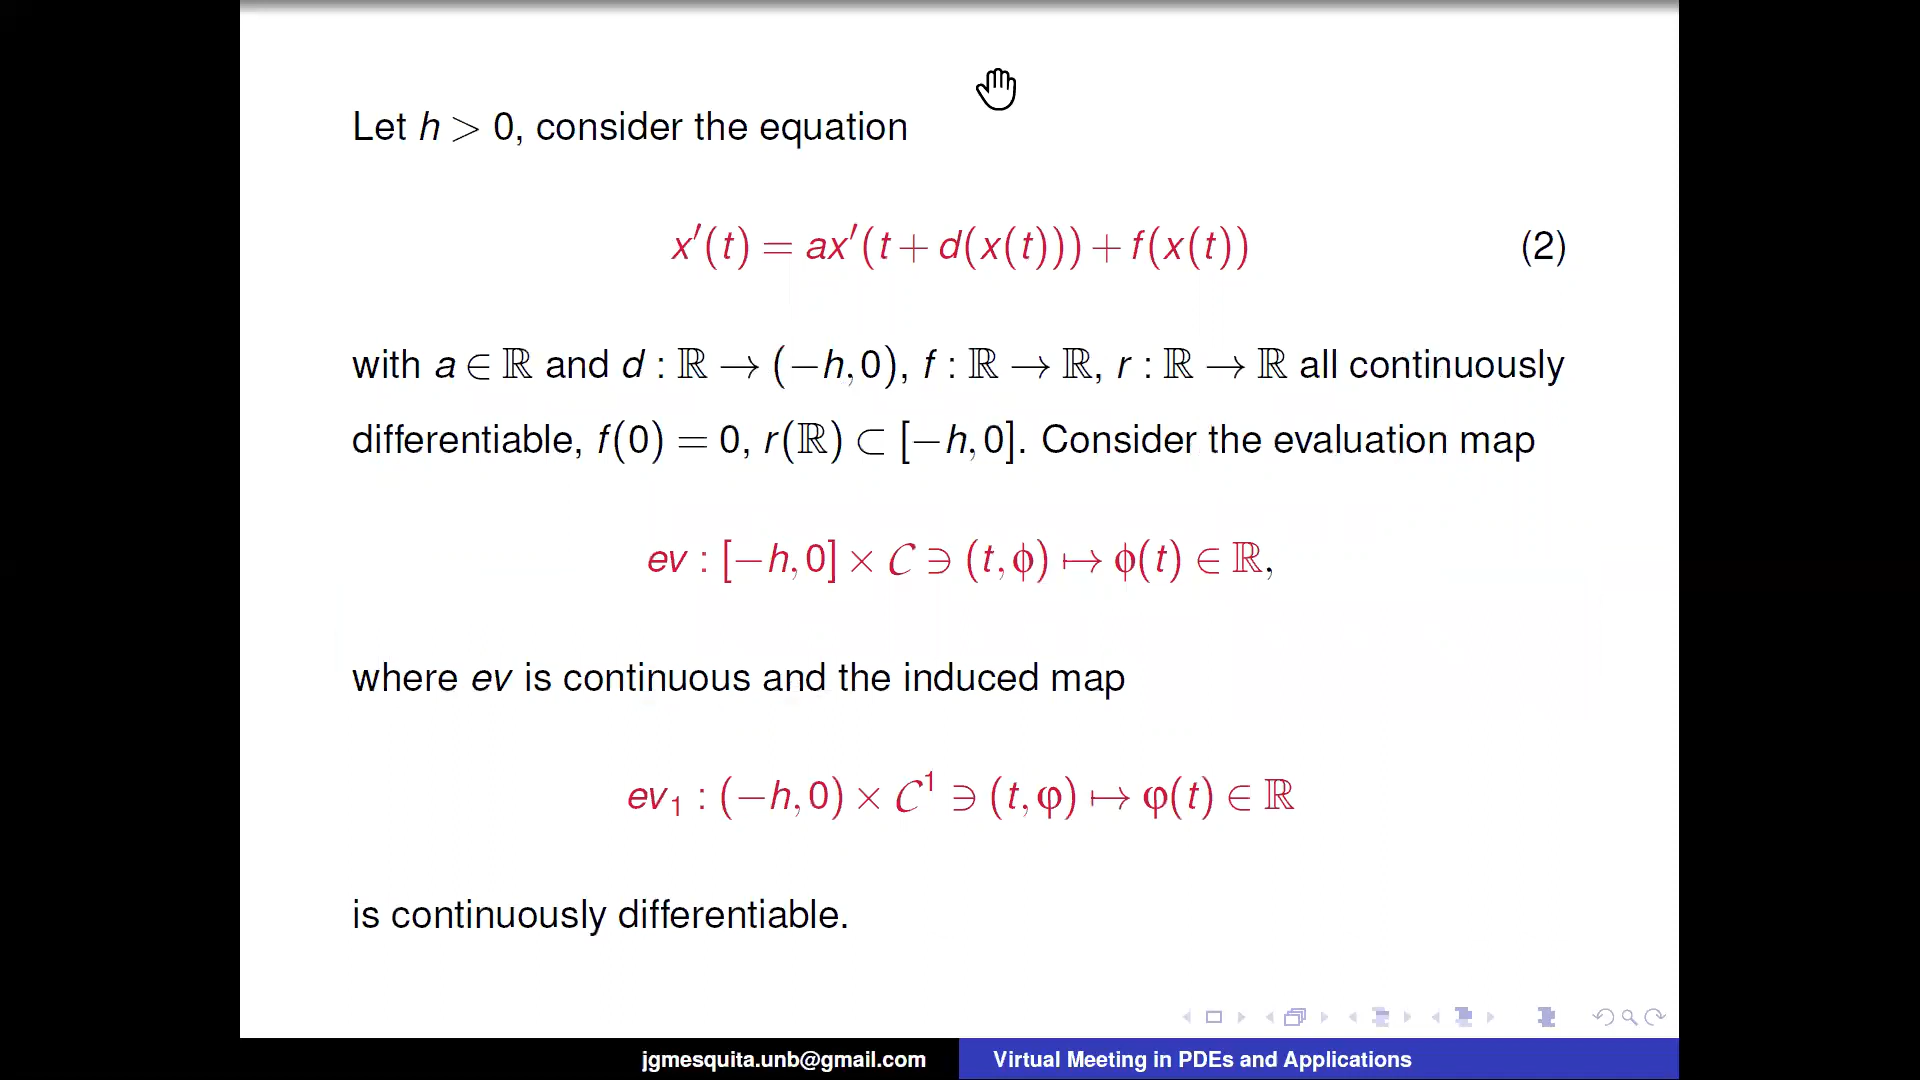 Let h > 0, consider the equation
x′(t) = ax′(t + d(x(t))) + f(x(t)) (2)
with a ∈ ℝ and d : ℝ → (−h, 0), f : ℝ → ℝ, r : ℝ → ℝ all continuously
differentiable, f(0) = 0, r(ℝ) ⊂ [−h, 0]. Consider the evaluation map
ev : [−h, 0] × C ∋ (t, ϕ) ↦ ϕ(t) ∈ ℝ,
where ev is continuous and the induced map
ev₁ : (−h, 0) × C¹ ∋ (t, φ) ↦ φ(t) ∈ ℝ
is continuously differentiable.
jgmesquita.unb@gmail.com Virtual Meeting in PDEs and Applications